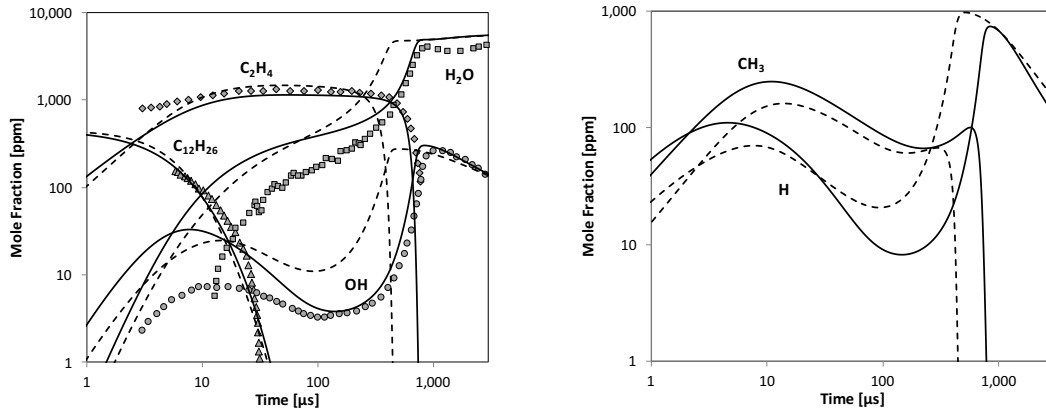 10,000
1,000
100
10
1
Mole Fraction [ppm]
C₂H₄
H₂O
C₁₂H₂₆
OH
1 10 100 1,000
Time [μs]
1,000
100
10
1
Mole Fraction [ppm]
CH₃
H
1 10 100 1,000
Time [μs]